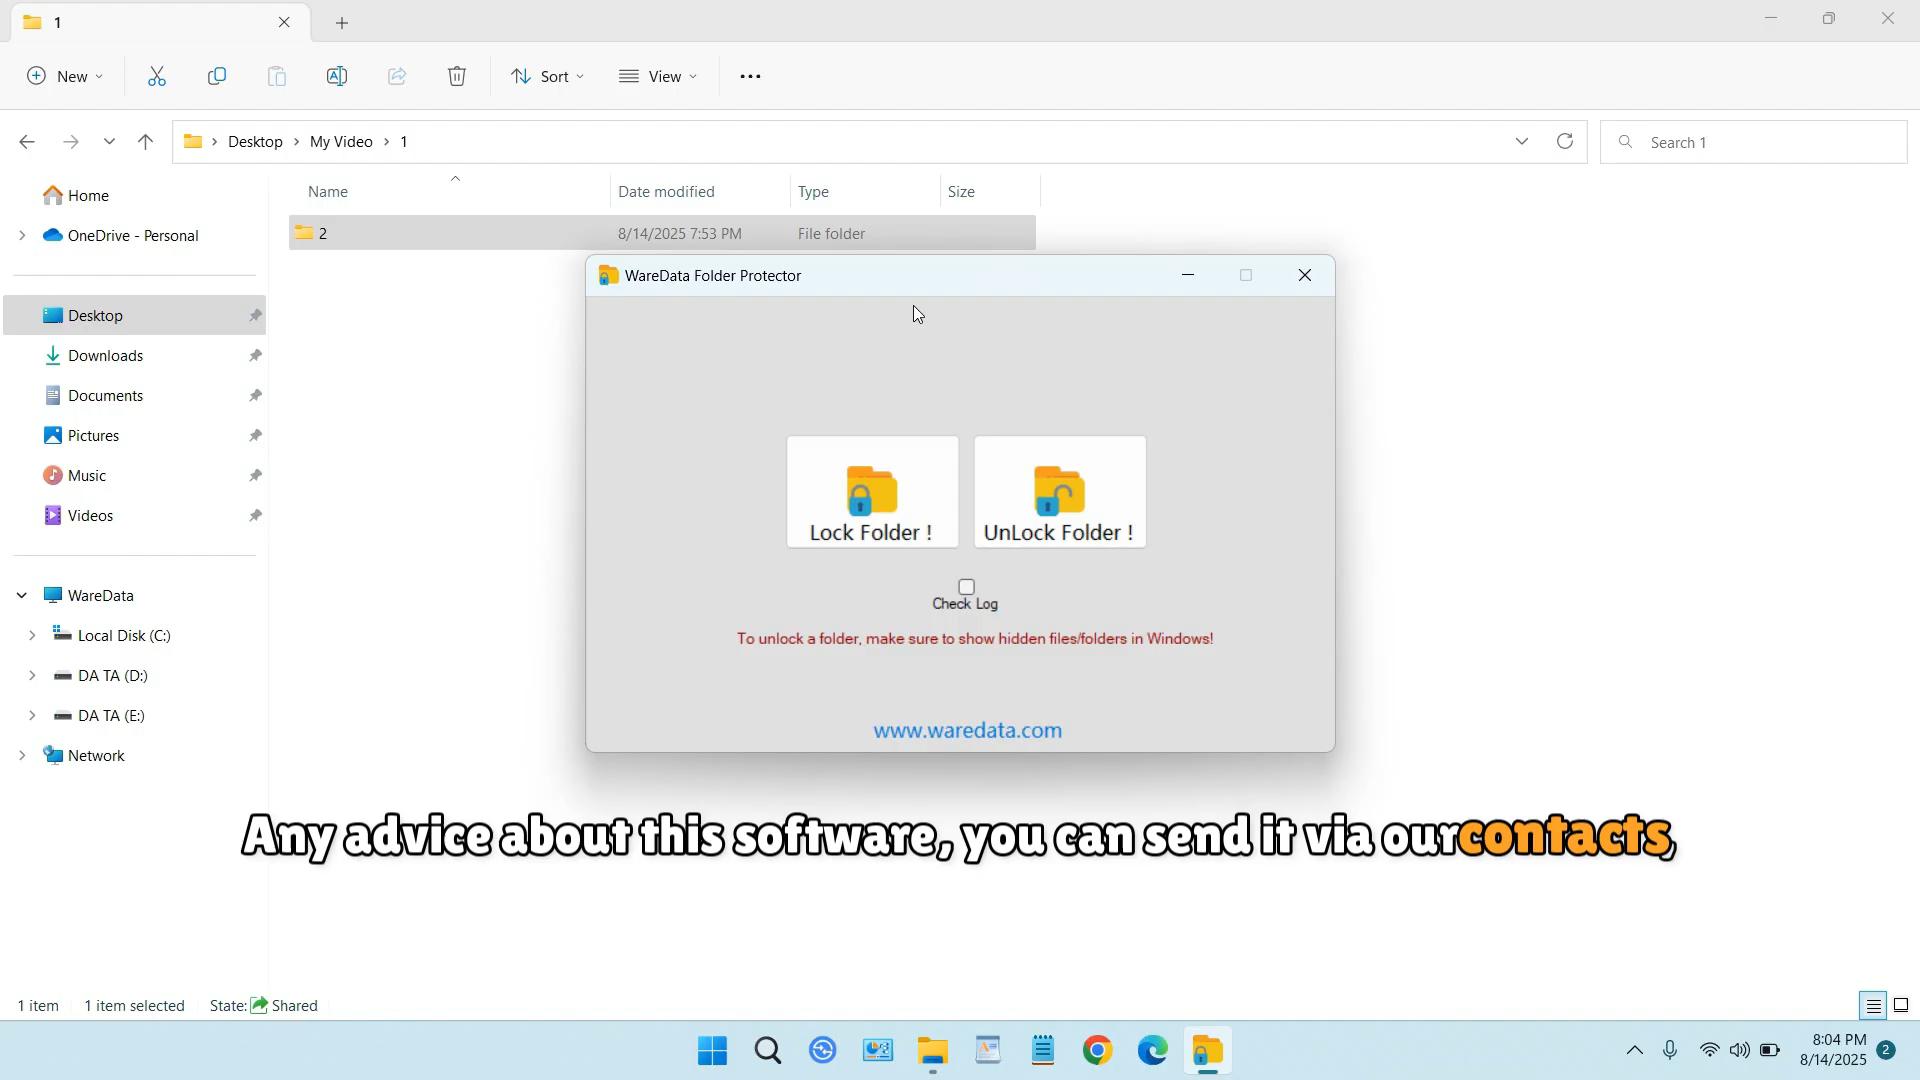 1
New
Sort
View
Desktop
My Video
1
Search 1
Name
Date modified
Type
Size
Home
2
8/14/2025 7:53 PM
File folder
OneDrive - Personal
WareData Folder Protector
Desktop
Downloads
Documents
Pictures
Music
Videos
Lock Folder !
UnLock Folder !
Check Log
To unlock a folder, make sure to show hidden files/folders in Windows!
www.waredata.com
WareData
Local Disk (C:)
DA TA (D:)
DA TA (E:)
Network
Any advice about this software, you can send it via our contacts,
1 item
1 item selected
State:
Shared
8:04 PM
8/14/2025
2